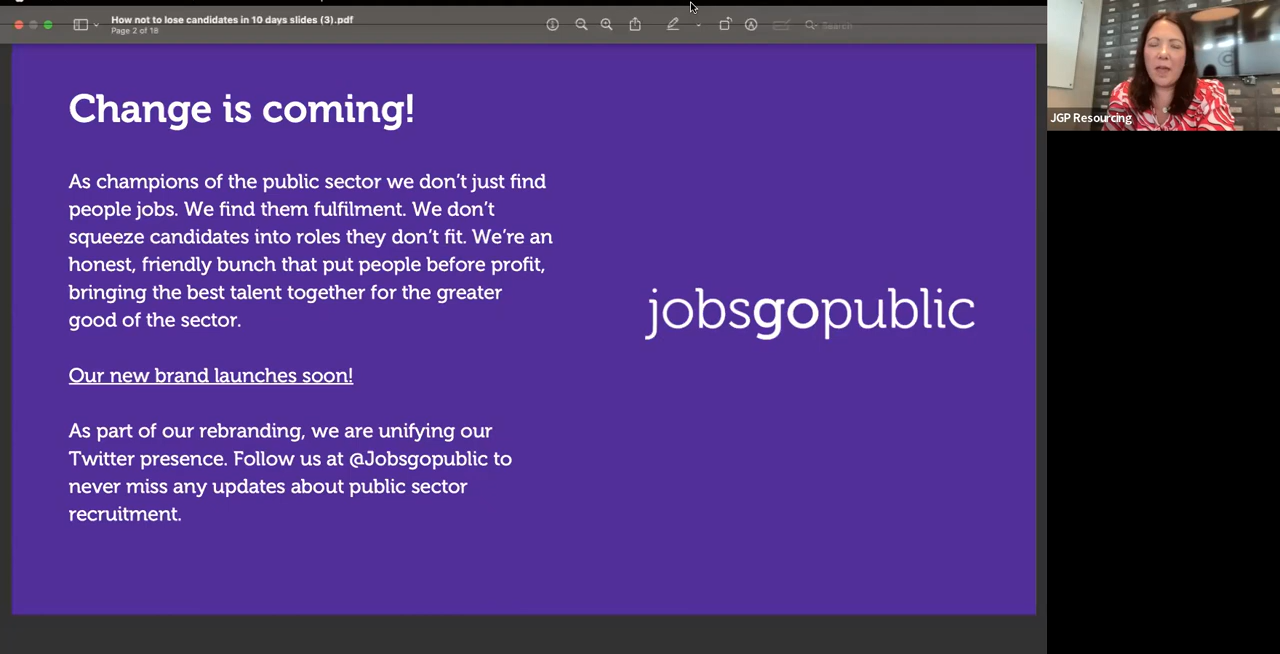 How not to lose candidates in 10 days slides (3).pdf
Page 2 of 18
Search
JGP Resourcing
Change is coming!
As champions of the public sector we don’t just find
people jobs. We find them fulfilment. We don’t
squeeze candidates into roles they don’t fit. We’re an
honest, friendly bunch that put people before profit,
bringing the best talent together for the greater
good of the sector.
Our new brand launches soon!
As part of our rebranding, we are unifying our
Twitter presence. Follow us at @Jobsgopublic to
never miss any updates about public sector
recruitment.
jobsgopublic